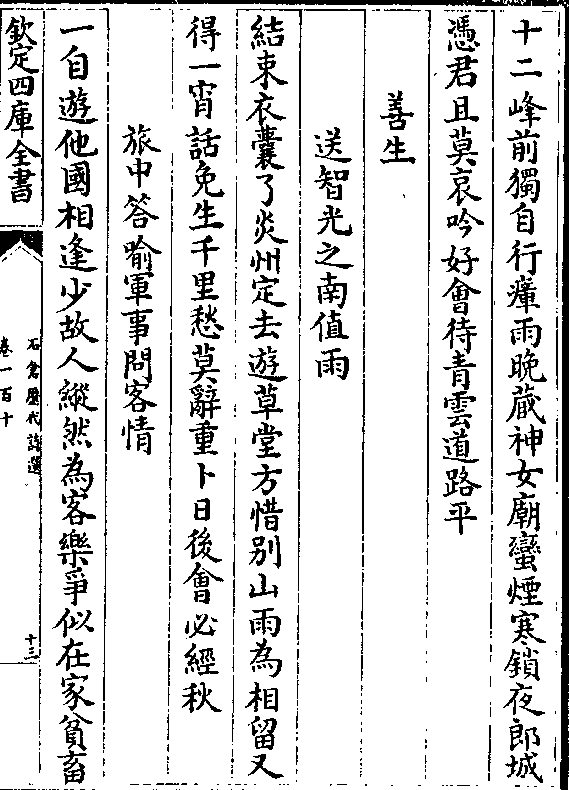 十二峰前獨自行瘴雨晚藏神女廟蠻煙寒鎖夜郎城
憑君且莫哀吟好會待青雲道路平
善生
送智光之南值雨
結束衣囊了炎州定去遊草堂方惜别山雨為相留又
得一宵話免生千里愁莫辭重卜日後會必經秋
旅中答喻軍事問客情
一自遊他國相逢少故人縱然為客樂爭似在家貧畜
欽定四庫全書
石倉歷代詩選
卷一百十
十三